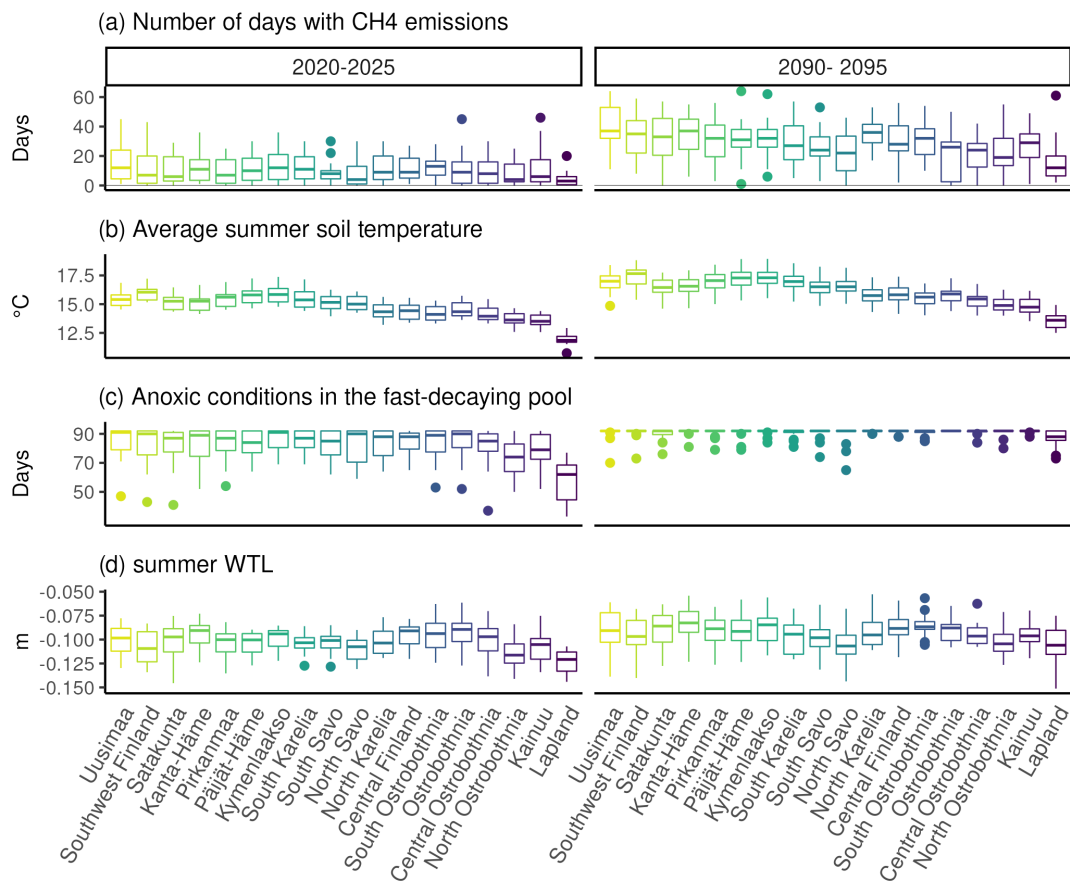 (a) Number of days with CH4 emissions
2020-2025
2090- 2095
Days
60
40
20
0
(b) Average summer soil temperature
°C
17.5
15.0
12.5
(c) Anoxic conditions in the fast-decaying pool
Days
90
70
50
(d) summer WTL
m
-0.050
-0.075
-0.100
-0.125
-0.150
Uusimaa
Southwest Finland
Satakunta
Kanta-Häme
Pirkanmaa
Päijät-Häme
Kymenlaakso
South Karelia
South Savo
North Savo
North Karelia
Central Finland
South Ostrobothnia
Ostrobothnia
Central Ostrobothnia
North Ostrobothnia
Kainuu
Lapland
Uusimaa
Southwest Finland
Satakunta
Kanta-Häme
Pirkanmaa
Päijät-Häme
Kymenlaakso
South Karelia
South Savo
North Savo
North Karelia
Central Finland
South Ostrobothnia
Ostrobothnia
Central Ostrobothnia
North Ostrobothnia
Kainuu
Lapland